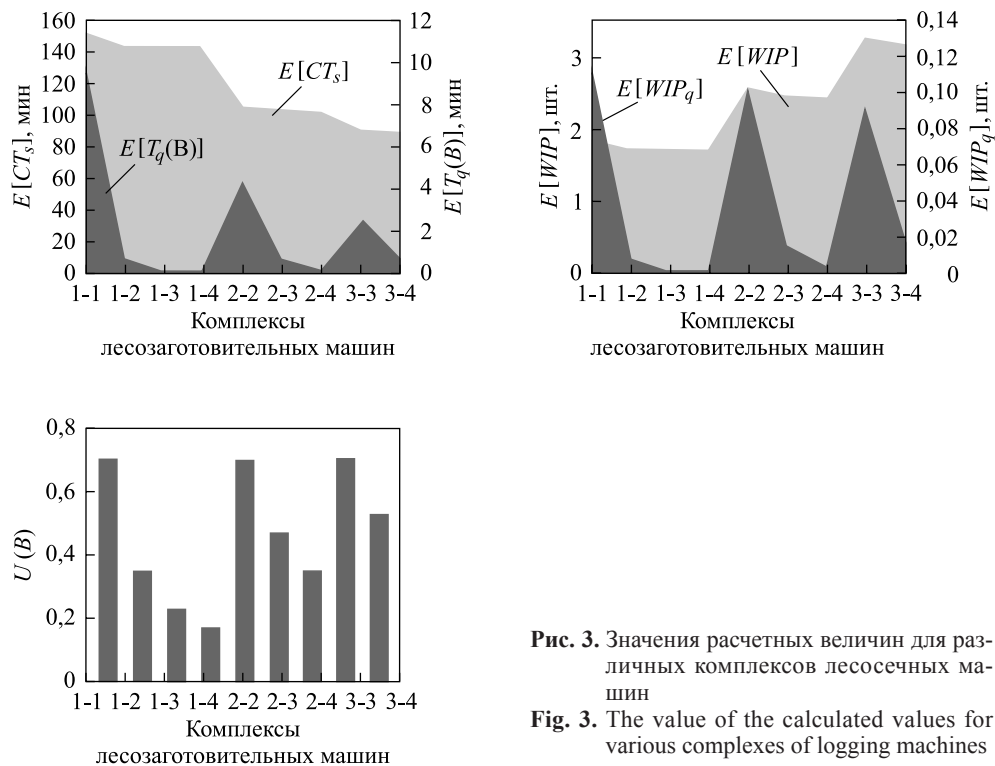 160
140
120
100
80
60
40
20
0
E[CTₛ], мин
12
10
8
6
4
2
0
E[T_q(B)], мин
E[CTₛ]
E[T_q(B)]
1–1 1–2 1–3 1–4 2–2 2–3 2–4 3–3 3–4
Комплексы
лесозаготовительных машин
3
2
1
0
E[WIP], шт.
0,14
0,12
0,10
0,08
0,06
0,04
0,02
0
E[WIP_q], шт.
E[WIP_q]
E[WIP]
1–1 1–2 1–3 1–4 2–2 2–3 2–4 3–3 3–4
Комплексы
лесозаготовительных машин
0,8
0,6
0,4
0,2
0
U(B)
1–1 1–2 1–3 1–4 2–2 2–3 2–4 3–3 3–4
Комплексы
лесозаготовительных машин
Рис. 3. Значения расчетных величин для раз-
личных комплексов лесосечных ма-
шин
Fig. 3. The value of the calculated values for
various complexes of logging machines